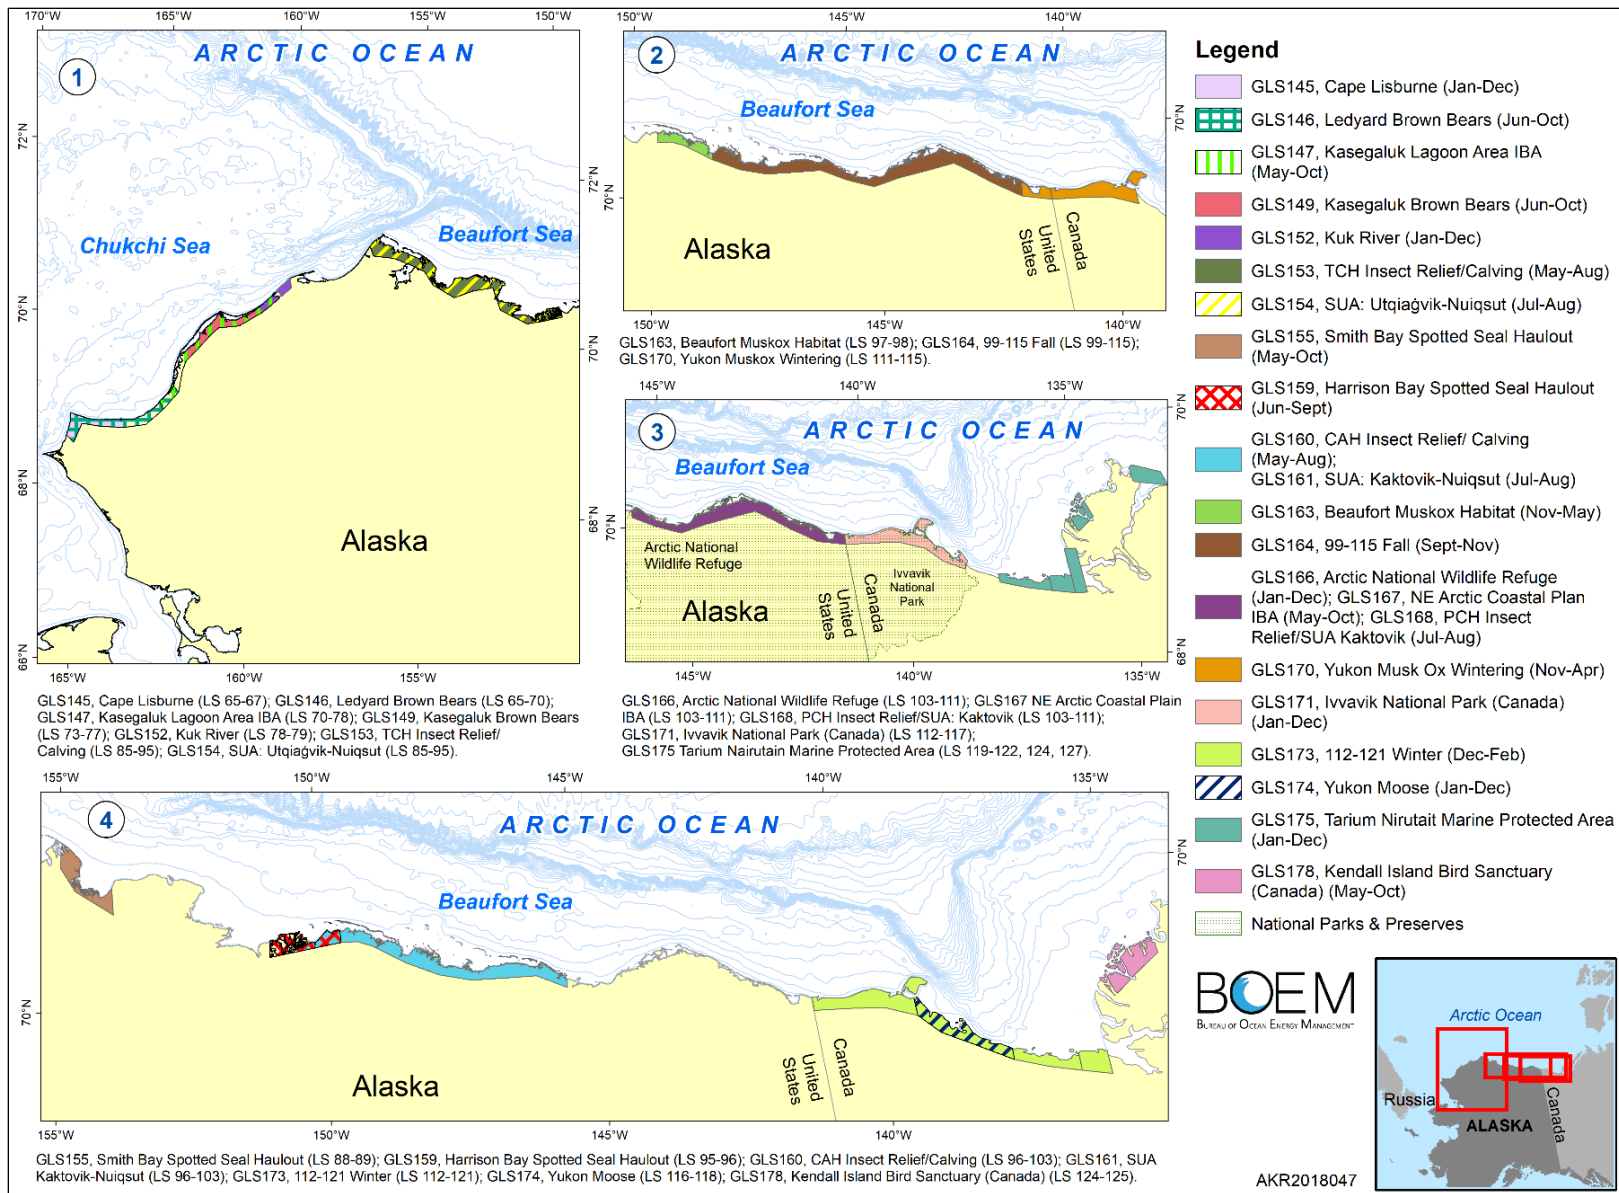 170°W
165°W
160°W
155°W
150°W
ARCTIC OCEAN
1
72°N
72°N
Chukchi Sea
Beaufort Sea
70°N
70°N
68°N
68°N
Alaska
66°N
165°W
160°W
155°W
GLS145, Cape Lisburne (LS 65-67); GLS146, Ledyard Brown Bears (LS 65-70);
GLS147, Kasegaluk Lagoon Area IBA (LS 70-78); GLS149, Kasegaluk Brown Bears
(LS 73-77); GLS152, Kuk River (LS 78-79); GLS153, TCH Insect Relief/
Calving (LS 85-95); GLS154, SUA: Utqiaġvik-Nuiqsut (LS 85-95).
150°W
145°W
140°W
ARCTIC OCEAN
2
Beaufort Sea
70°N
70°N
Alaska
United
States
Canada
150°W
145°W
140°W
GLS163, Beaufort Muskox Habitat (LS 97-98); GLS164, 99-115 Fall (LS 99-115);
GLS170, Yukon Muskox Wintering (LS 111-115).
145°W
140°W
135°W
70°N
3
ARCTIC OCEAN
Beaufort Sea
70°N
Arctic National
Wildlife Refuge
Ivvavik
National
Park
Alaska
United
States
Canada
68°N
145°W
140°W
135°W
GLS166, Arctic National Wildlife Refuge (LS 103-111); GLS167 NE Arctic Coastal Plain
IBA (LS 103-111); GLS168, PCH Insect Relief/SUA: Kaktovik (LS 103-111);
GLS171, Ivvavik National Park (Canada) (LS 112-117);
GLS175 Tarium Nairutain Marine Protected Area (LS 119-122, 124, 127).
155°W
150°W
145°W
140°W
135°W
4
ARCTIC OCEAN
70°N
Beaufort Sea
70°N
Alaska
United
States
Canada
155°W
150°W
145°W
140°W
GLS155, Smith Bay Spotted Seal Haulout (LS 88-89); GLS159, Harrison Bay Spotted Seal Haulout (LS 95-96); GLS160, CAH Insect Relief/Calving (LS 96-103); GLS161, SUA
Kaktovik-Nuiqsut (LS 96-103); GLS173, 112-121 Winter (LS 112-121); GLS174, Yukon Moose (LS 116-118); GLS178, Kendall Island Bird Sanctuary (Canada) (LS 124-125).
Legend
GLS145, Cape Lisburne (Jan-Dec)
GLS146, Ledyard Brown Bears (Jun-Oct)
GLS147, Kasegaluk Lagoon Area IBA
(May-Oct)
GLS149, Kasegaluk Brown Bears (Jun-Oct)
GLS152, Kuk River (Jan-Dec)
GLS153, TCH Insect Relief/Calving (May-Aug)
GLS154, SUA: Utqiaġvik-Nuiqsut (Jul-Aug)
GLS155, Smith Bay Spotted Seal Haulout
(May-Oct)
GLS159, Harrison Bay Spotted Seal Haulout
(Jun-Sept)
GLS160, CAH Insect Relief/ Calving
(May-Aug);
GLS161, SUA: Kaktovik-Nuiqsut (Jul-Aug)
GLS163, Beaufort Muskox Habitat (Nov-May)
GLS164, 99-115 Fall (Sept-Nov)
GLS166, Arctic National Wildlife Refuge
(Jan-Dec); GLS167, NE Arctic Coastal Plan
IBA (May-Oct); GLS168, PCH Insect
Relief/SUA Kaktovik (Jul-Aug)
GLS170, Yukon Musk Ox Wintering (Nov-Apr)
GLS171, Ivvavik National Park (Canada)
(Jan-Dec)
GLS173, 112-121 Winter (Dec-Feb)
GLS174, Yukon Moose (Jan-Dec)
GLS175, Tarium Nirutait Marine Protected Area
(Jan-Dec)
GLS178, Kendall Island Bird Sanctuary
(Canada) (May-Oct)
National Parks & Preserves
BOEM
BUREAU OF OCEAN ENERGY MANAGEMENT
Arctic Ocean
Russia
ALASKA
Canada
AKR2018047